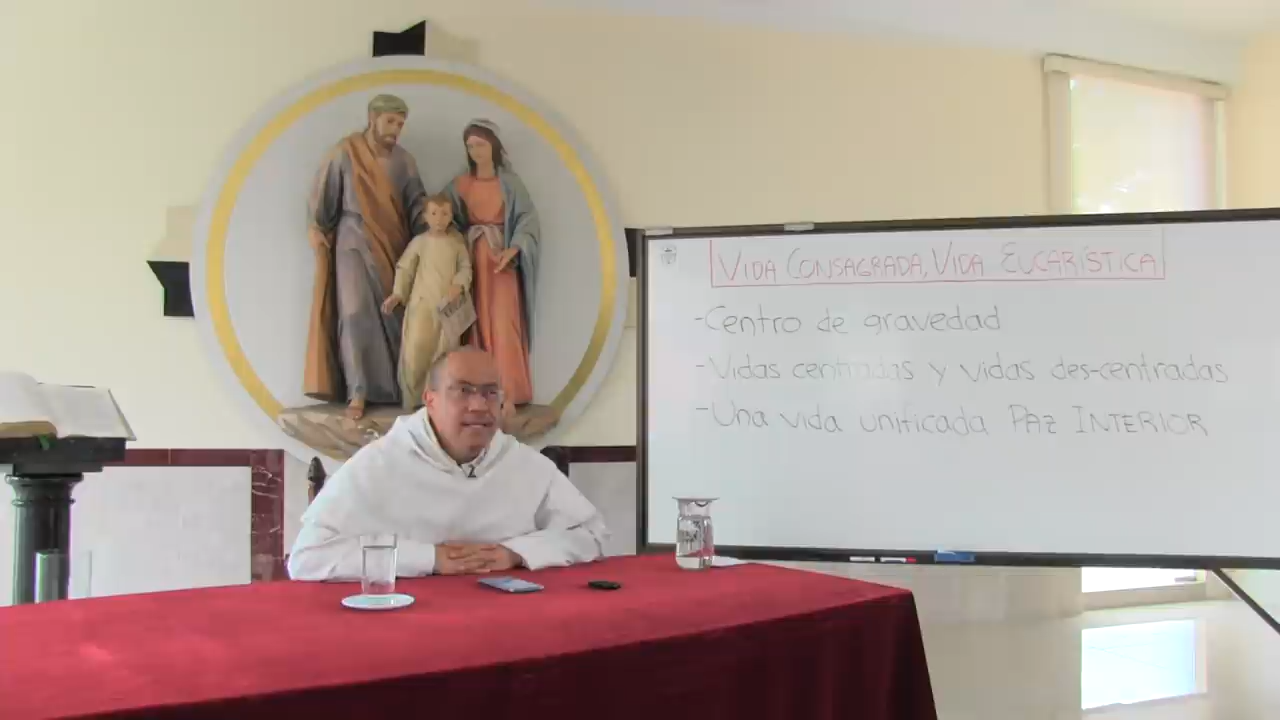 VIDA CONSAGRADA, VIDA EUCARÍSTICA
-Centro de gravedad
-Vidas centradas y vidas des-centradas
-Una vida unificada PAZ INTERIOR